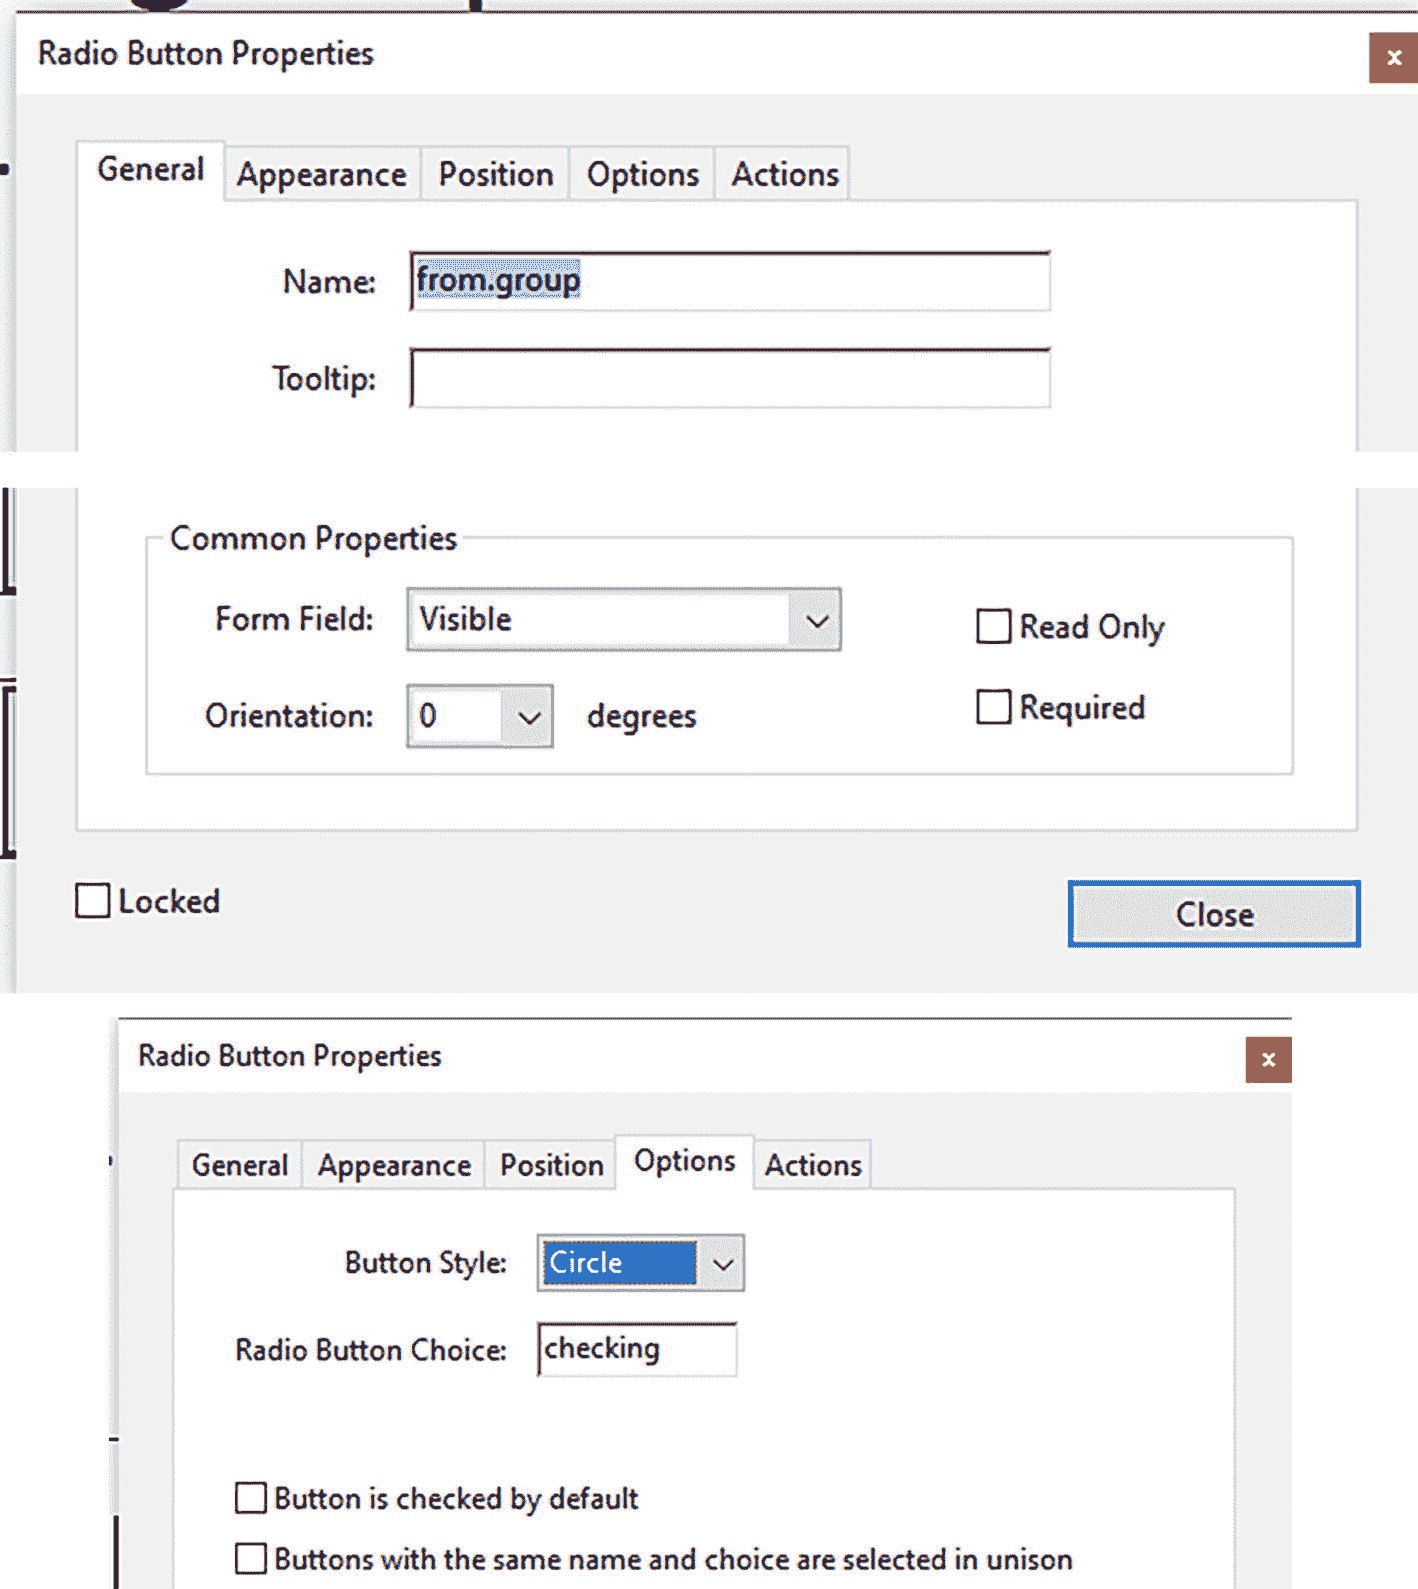 Radio Button Properties
x
General Appearance Position Options Actions
Name: from.group
Tooltip:
Common Properties
Form Field: Visible
Read Only
Orientation: 0 degrees
Required
Locked
Close
Radio Button Properties
x
General Appearance Position Options Actions
Button Style: Circle
Radio Button Choice: checking
Button is checked by default
Buttons with the same name and choice are selected in unison